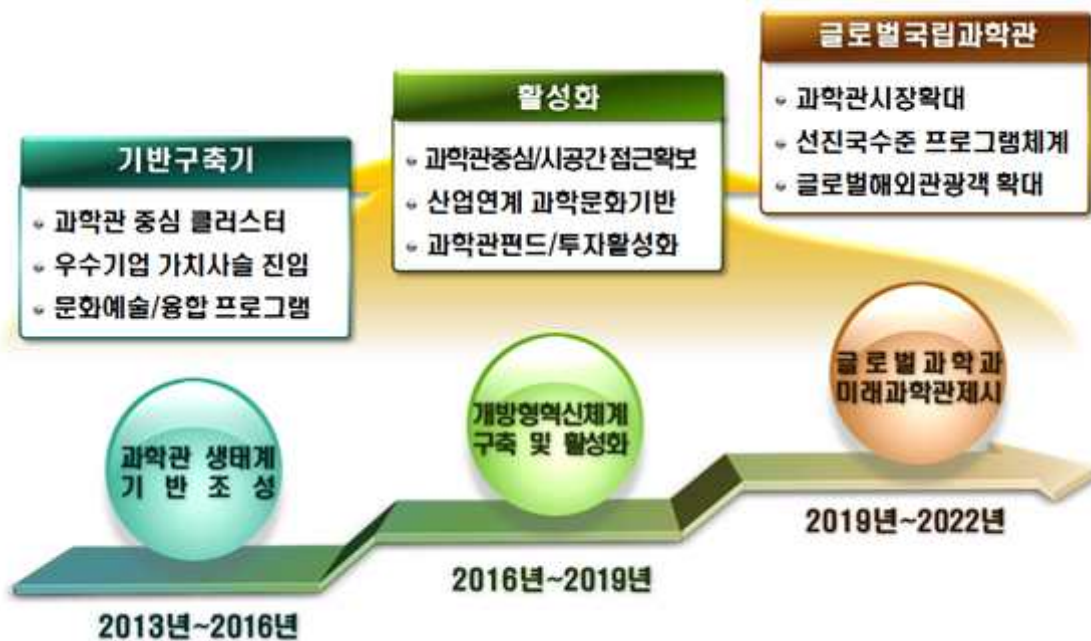 기반구축기
과학관 중심 클러스터
우수기업 가치사슬 진입
문화예술/융합 프로그램
활성화
과학관중심/시공간 접근확보
산업연계 과학문화기반
과학관펀드/투자활성화
글로벌국립과학관
과학관시장확대
선진국수준 프로그램체계
글로벌해외관광객 확대
과학관 생태계
기 반 조 성
2013년~2016년
개방형혁신체계
구축 및 활성화
2016년~2019년
글 로 벌 과 학 과
미래과학관제시
2019년~2022년